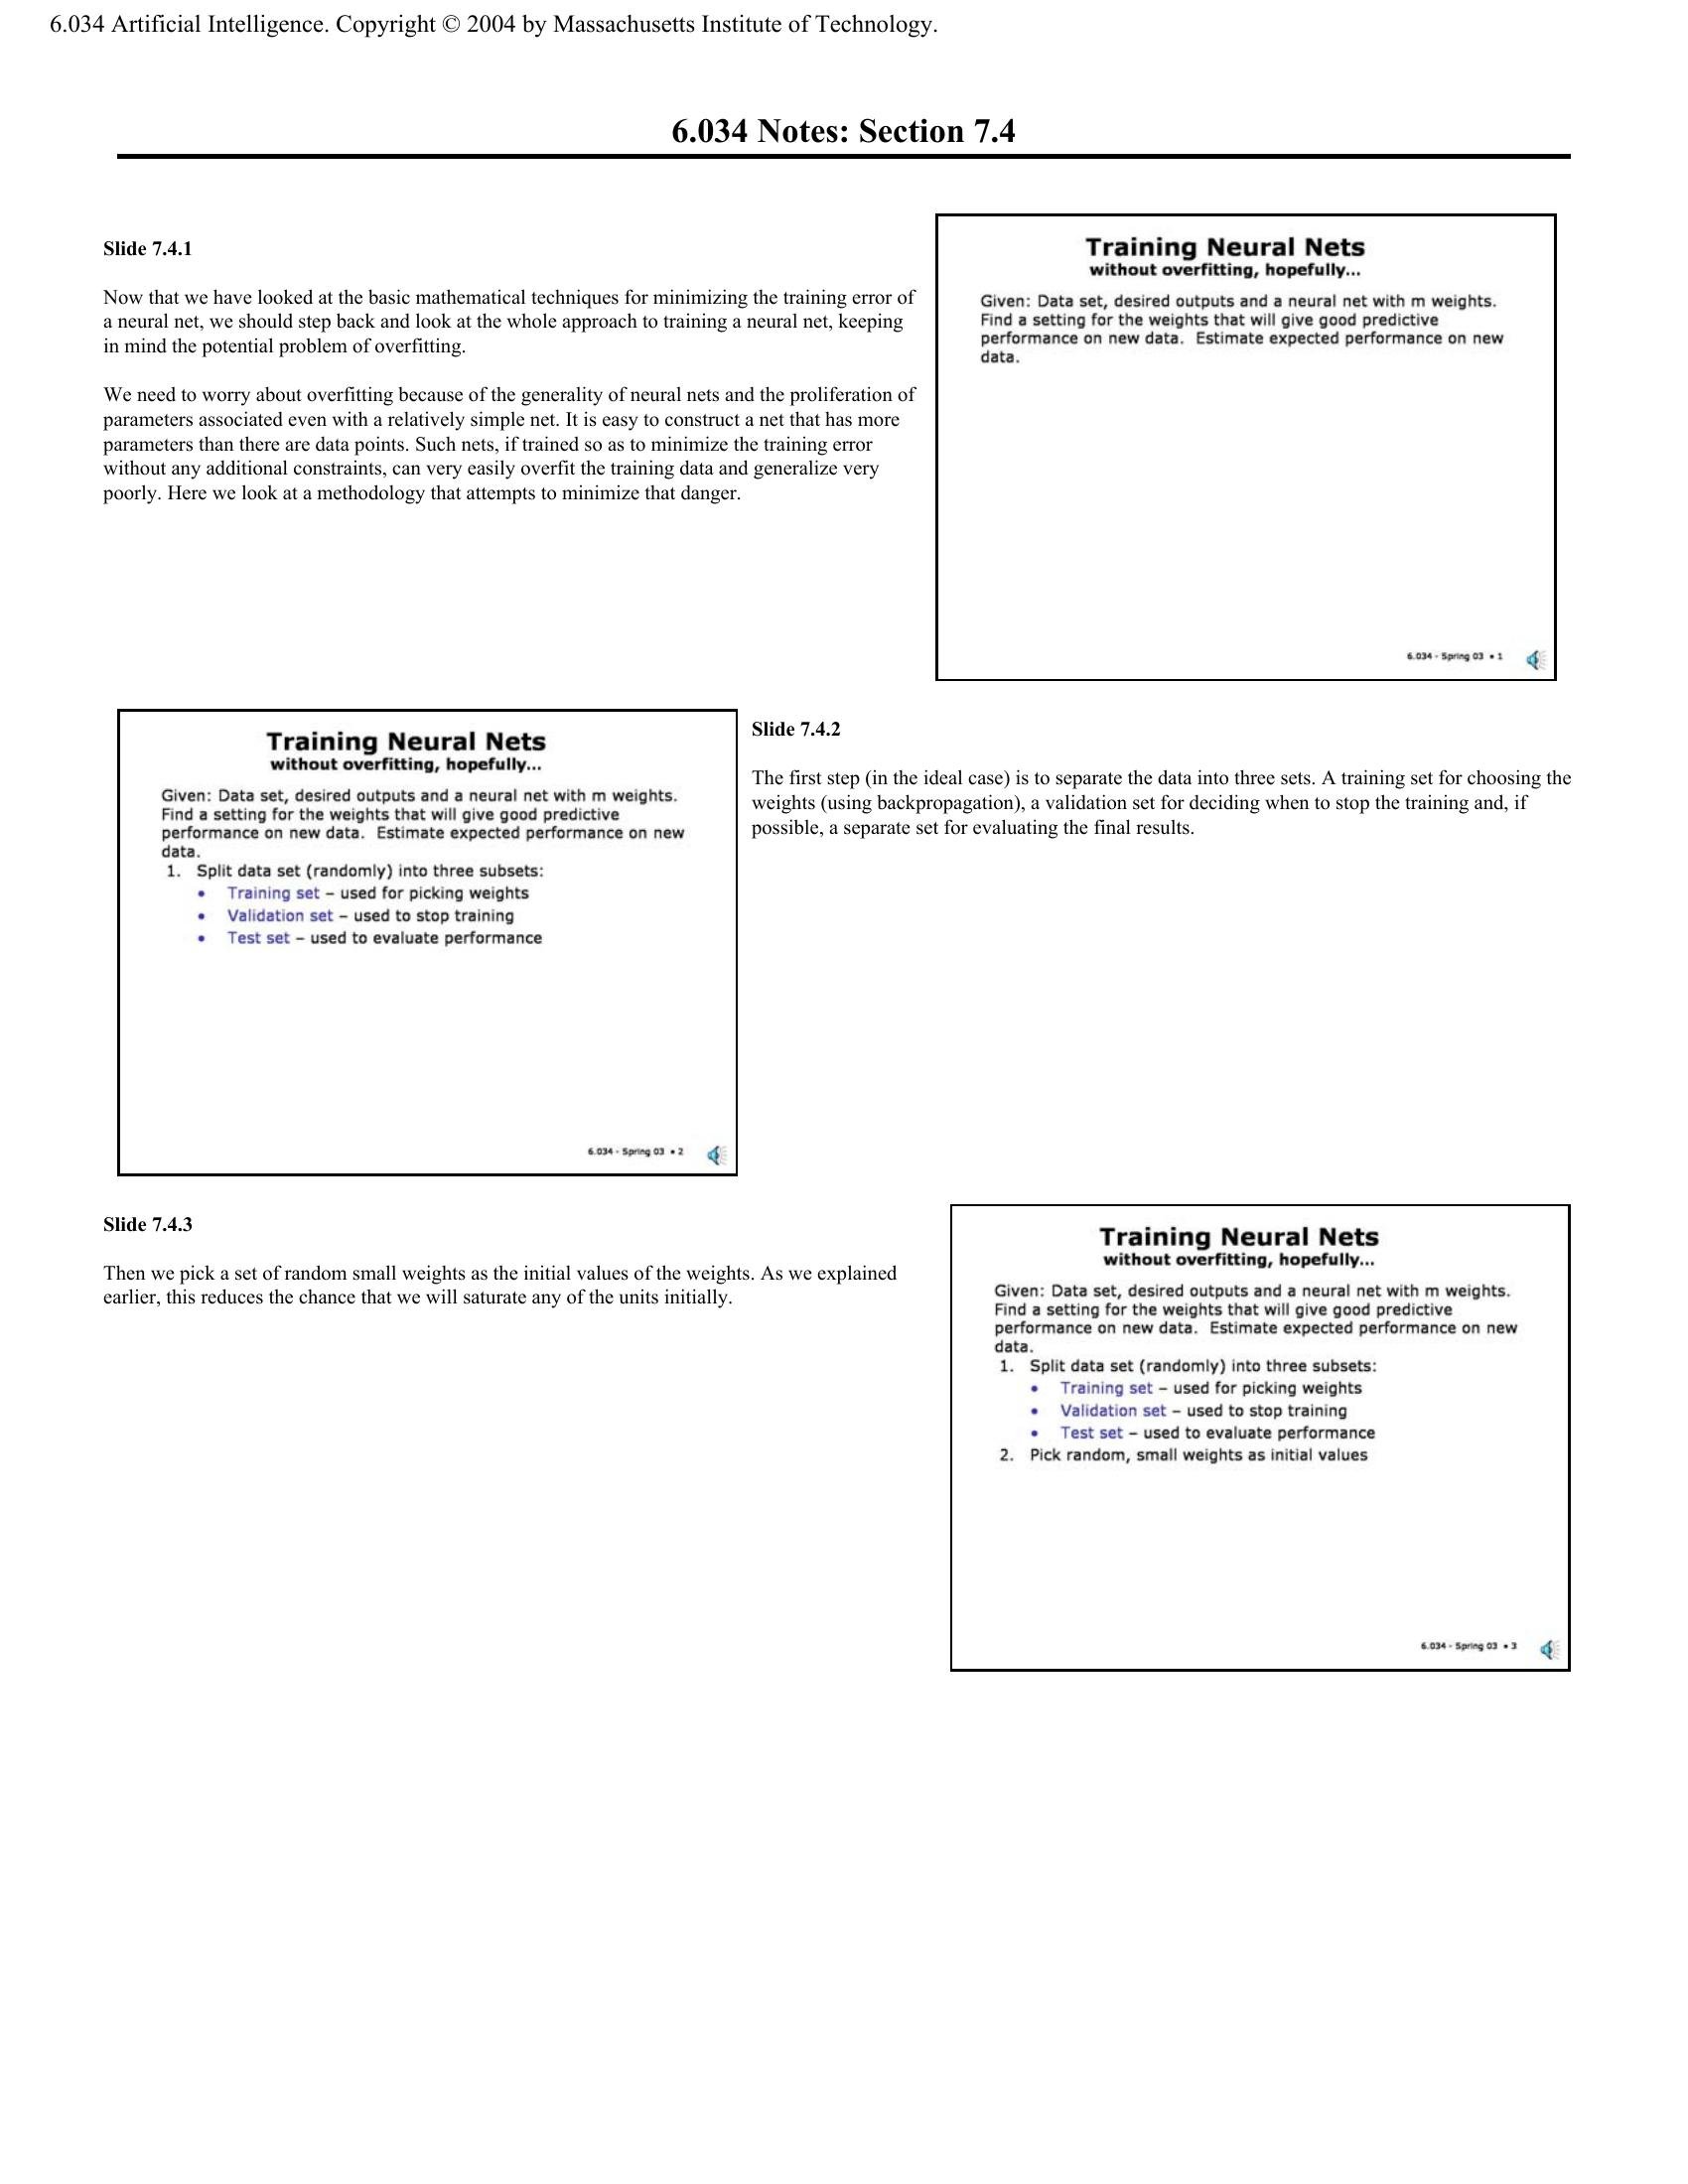 6.034 Artificial Intelligence. Copyright © 2004 by Massachusetts Institute of Technology.
6.034 Notes: Section 7.4
Slide 7.4.1
Now that we have looked at the basic mathematical techniques for minimizing the training error of
a neural net, we should step back and look at the whole approach to training a neural net, keeping
in mind the potential problem of overfitting.
We need to worry about overfitting because of the generality of neural nets and the proliferation of
parameters associated even with a relatively simple net. It is easy to construct a net that has more
parameters than there are data points. Such nets, if trained so as to minimize the training error
without any additional constraints, can very easily overfit the training data and generalize very
poorly. Here we look at a methodology that attempts to minimize that danger.
Training Neural Nets
without overfitting, hopefully...
Given: Data set, desired outputs and a neural net with m weights.
Find a setting for the weights that will give good predictive
performance on new data. Estimate expected performance on new
data.
6.034 - Spring 03 • 1
Training Neural Nets
without overfitting, hopefully...
Given: Data set, desired outputs and a neural net with m weights.
Find a setting for the weights that will give good predictive
performance on new data. Estimate expected performance on new
data.
1. Split data set (randomly) into three subsets:
• Training set – used for picking weights
• Validation set – used to stop training
• Test set – used to evaluate performance
6.034 - Spring 03 • 2
Slide 7.4.2
The first step (in the ideal case) is to separate the data into three sets. A training set for choosing the
weights (using backpropagation), a validation set for deciding when to stop the training and, if
possible, a separate set for evaluating the final results.
Slide 7.4.3
Then we pick a set of random small weights as the initial values of the weights. As we explained
earlier, this reduces the chance that we will saturate any of the units initially.
Training Neural Nets
without overfitting, hopefully...
Given: Data set, desired outputs and a neural net with m weights.
Find a setting for the weights that will give good predictive
performance on new data. Estimate expected performance on new
data.
1. Split data set (randomly) into three subsets:
• Training set – used for picking weights
• Validation set – used to stop training
• Test set – used to evaluate performance
2. Pick random, small weights as initial values
6.034 - Spring 03 • 3